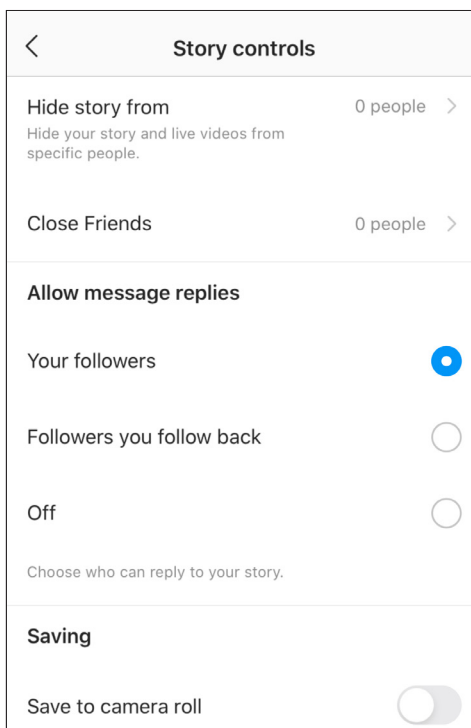 Story controls
Hide story from 0 people
Hide your story and live videos from
specific people.
Close Friends 0 people
Allow message replies
Your followers
Followers you follow back
Off
Choose who can reply to your story.
Saving
Save to camera roll